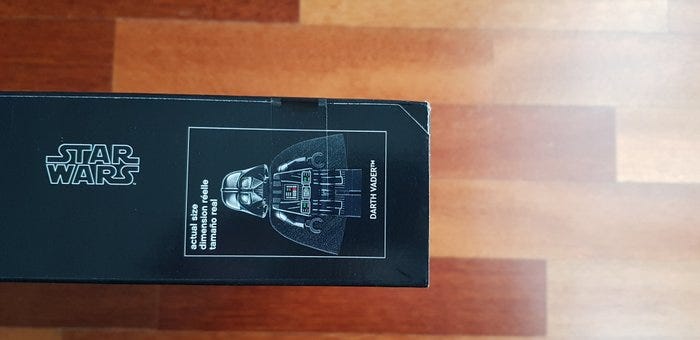 STAR
WARS
actual size
dimension réelle
tamaño real
DARTH VADER™